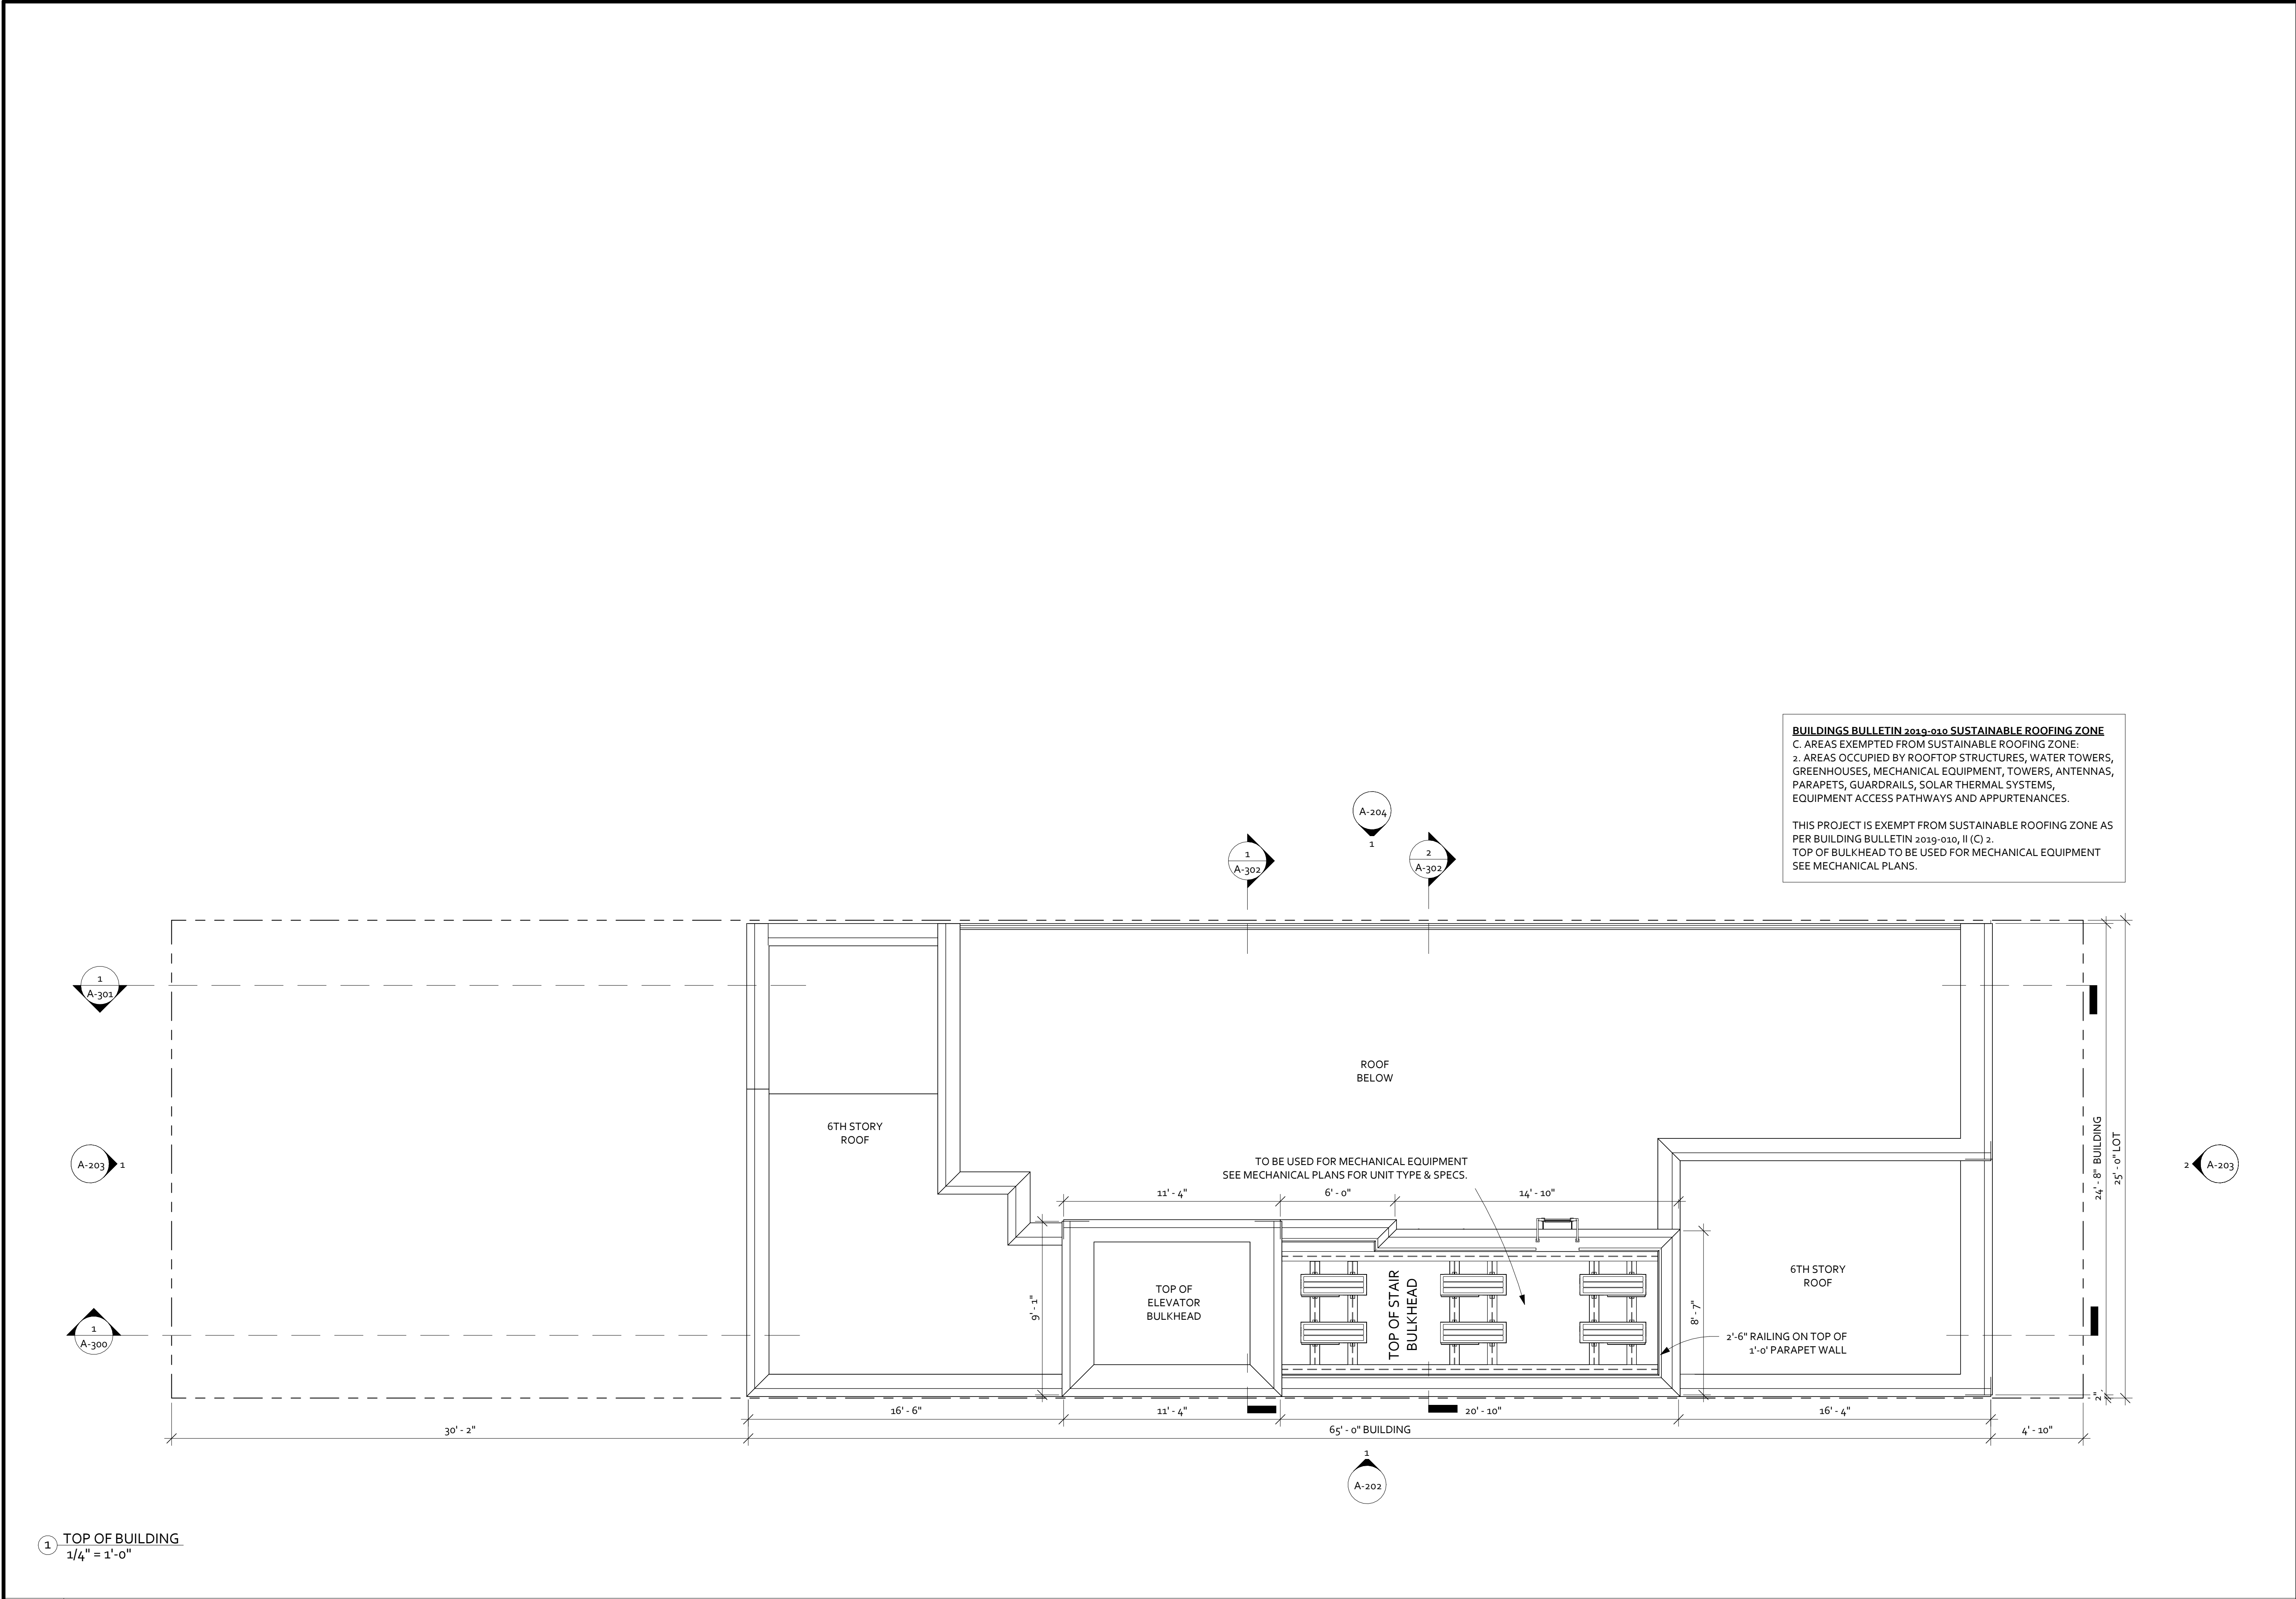 BUILDINGS BULLETIN 2019-010 SUSTAINABLE ROOFING ZONE
C. AREAS EXEMPTED FROM SUSTAINABLE ROOFING ZONE:
2. AREAS OCCUPIED BY ROOFTOP STRUCTURES, WATER TOWERS,
GREENHOUSES, MECHANICAL EQUIPMENT, TOWERS, ANTENNAS,
PARAPETS, GUARDRAILS, SOLAR THERMAL SYSTEMS,
EQUIPMENT ACCESS PATHWAYS AND APPURTENANCES.
THIS PROJECT IS EXEMPT FROM SUSTAINABLE ROOFING ZONE AS
PER BUILDING BULLETIN 2019-010, II (C) 2.
TOP OF BULKHEAD TO BE USED FOR MECHANICAL EQUIPMENT
SEE MECHANICAL PLANS.
A-204
1
1
A-302
2
A-302
1
A-301
ROOF
BELOW
6TH STORY
ROOF
A-203
1
TO BE USED FOR MECHANICAL EQUIPMENT
SEE MECHANICAL PLANS FOR UNIT TYPE & SPECS.
24' - 8" BUILDING
25' - 0" LOT
2
A-203
11' - 4"
6' - 0"
14' - 10"
6TH STORY
ROOF
TOP OF
ELEVATOR
BULKHEAD
9' - 1"
TOP OF STAIR
BULKHEAD
8' - 7"
1
A-300
2'-6" RAILING ON TOP OF
1'-0' PARAPET WALL
2"
16' - 6"
11' - 4"
20' - 10"
16' - 4"
30' - 2"
65' - 0" BUILDING
4' - 10"
1
A-202
1
TOP OF BUILDING
1/4" = 1'-0"